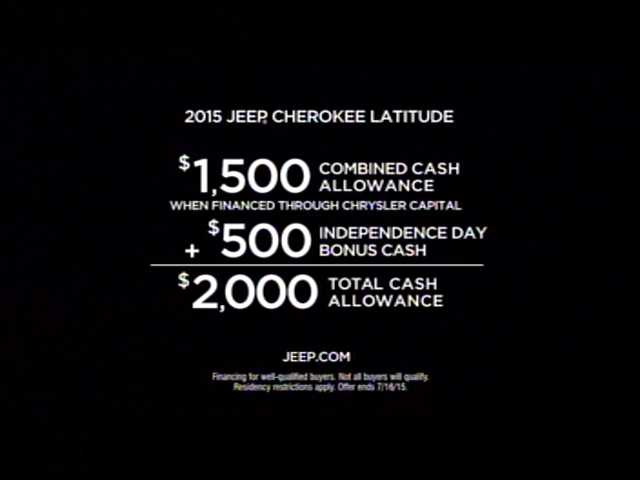 2015 JEEP® CHEROKEE LATITUDE
$1,500 COMBINED CASH ALLOWANCE
WHEN FINANCED THROUGH CHRYSLER CAPITAL
+ $500 INDEPENDENCE DAY BONUS CASH
$2,000 TOTAL CASH ALLOWANCE
JEEP.COM
Financing for well-qualified buyers. Not all buyers will qualify.
Residency restrictions apply. Offer ends 7/16/15.